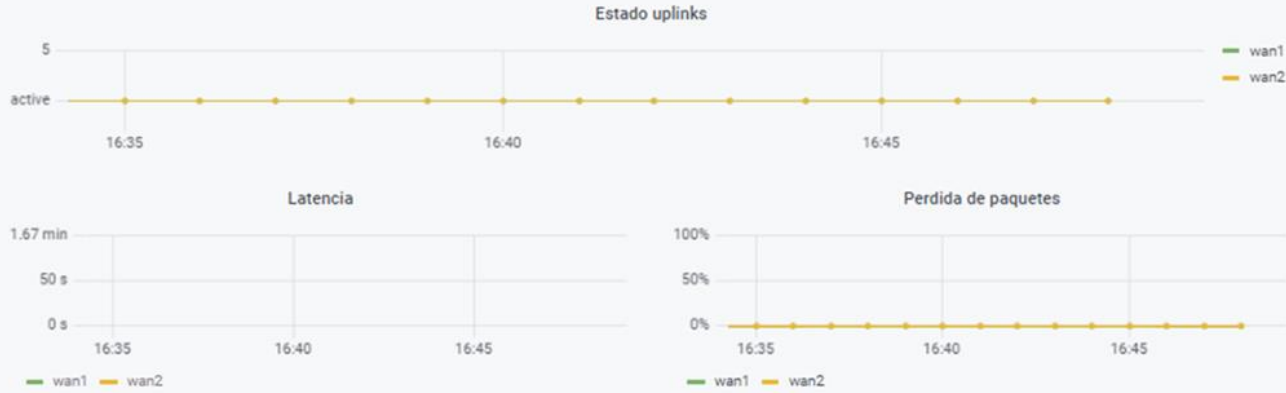 Estado uplinks
5
active
16:35 16:40 16:45
wan1
wan2
Latencia
1.67 min
50 s
0 s
16:35 16:40 16:45
wan1 wan2
Perdida de paquetes
100%
50%
0%
16:35 16:40 16:45
wan1 wan2